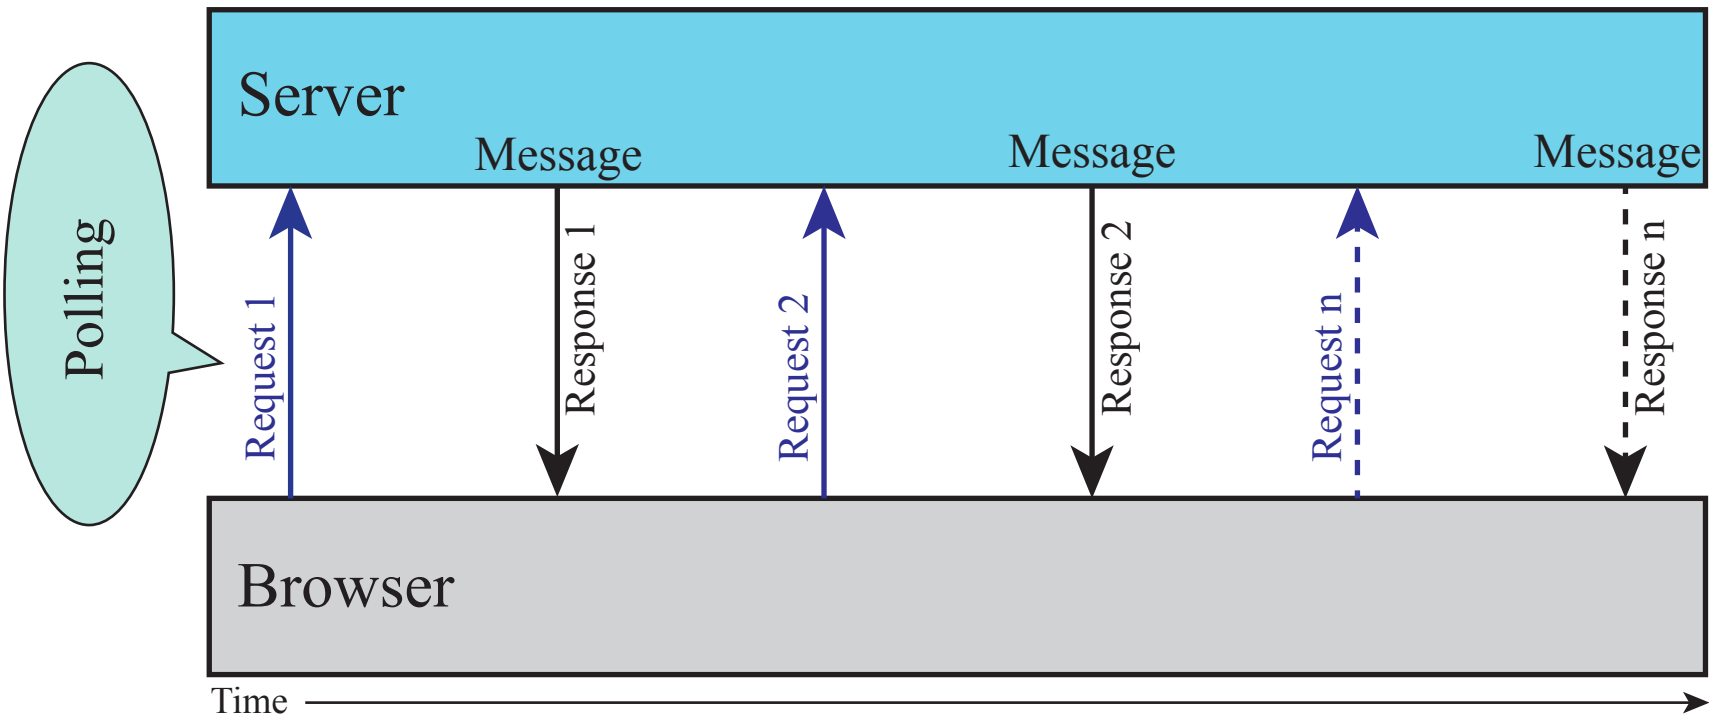 Server
Message
Message
Message
Polling
Request 1
Response 1
Request 2
Response 2
Request n
Response n
Browser
Time